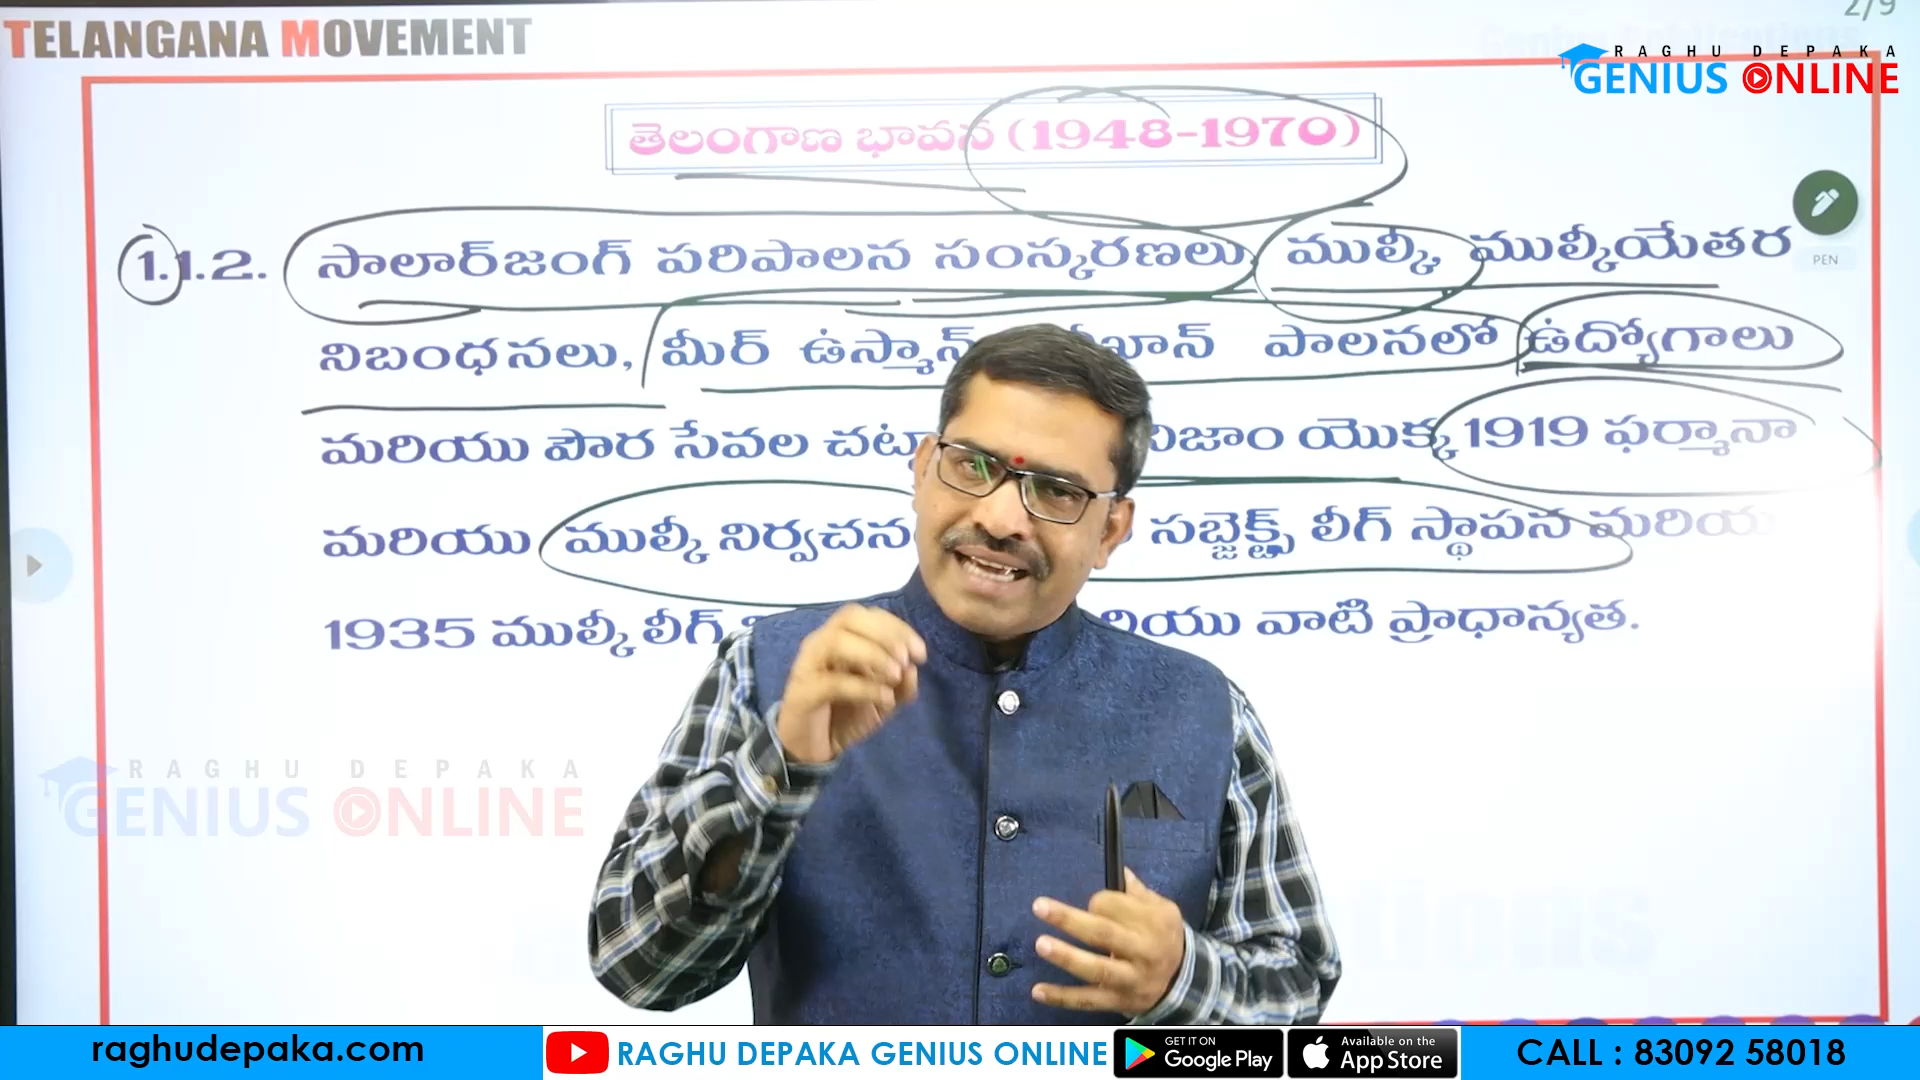 2/9
TELANGANA MOVEMENT
RAGHU DEPAKA
GENIUS ONLINE
తెలంగాణ భావన (1948-1970)
1.1.2. సాలార్‌జంగ్ పరిపాలన సంస్కరణలు, ముల్కీ, ముల్కీయేతర
PEN
నిబంధనలు, మీర్ ఉస్మాన్ పాలనలో ఉద్యోగాలు
మరియు పౌర సేవల నిజాం యొక్క 1919 ఫర్మానా
మరియు ముల్కీ నిర్వచన సబ్జెక్ట్స్ లీగ్ స్థాపన మరియు
1935 ముల్కీ లీగ్ వాటి ప్రాధాన్యత.
RAGHU DEPAKA
GENIUS ONLINE
raghudepaka.com
RAGHU DEPAKA GENIUS ONLINE
GET IT ON
Google Play
Available on the
App Store
CALL : 83092 58018